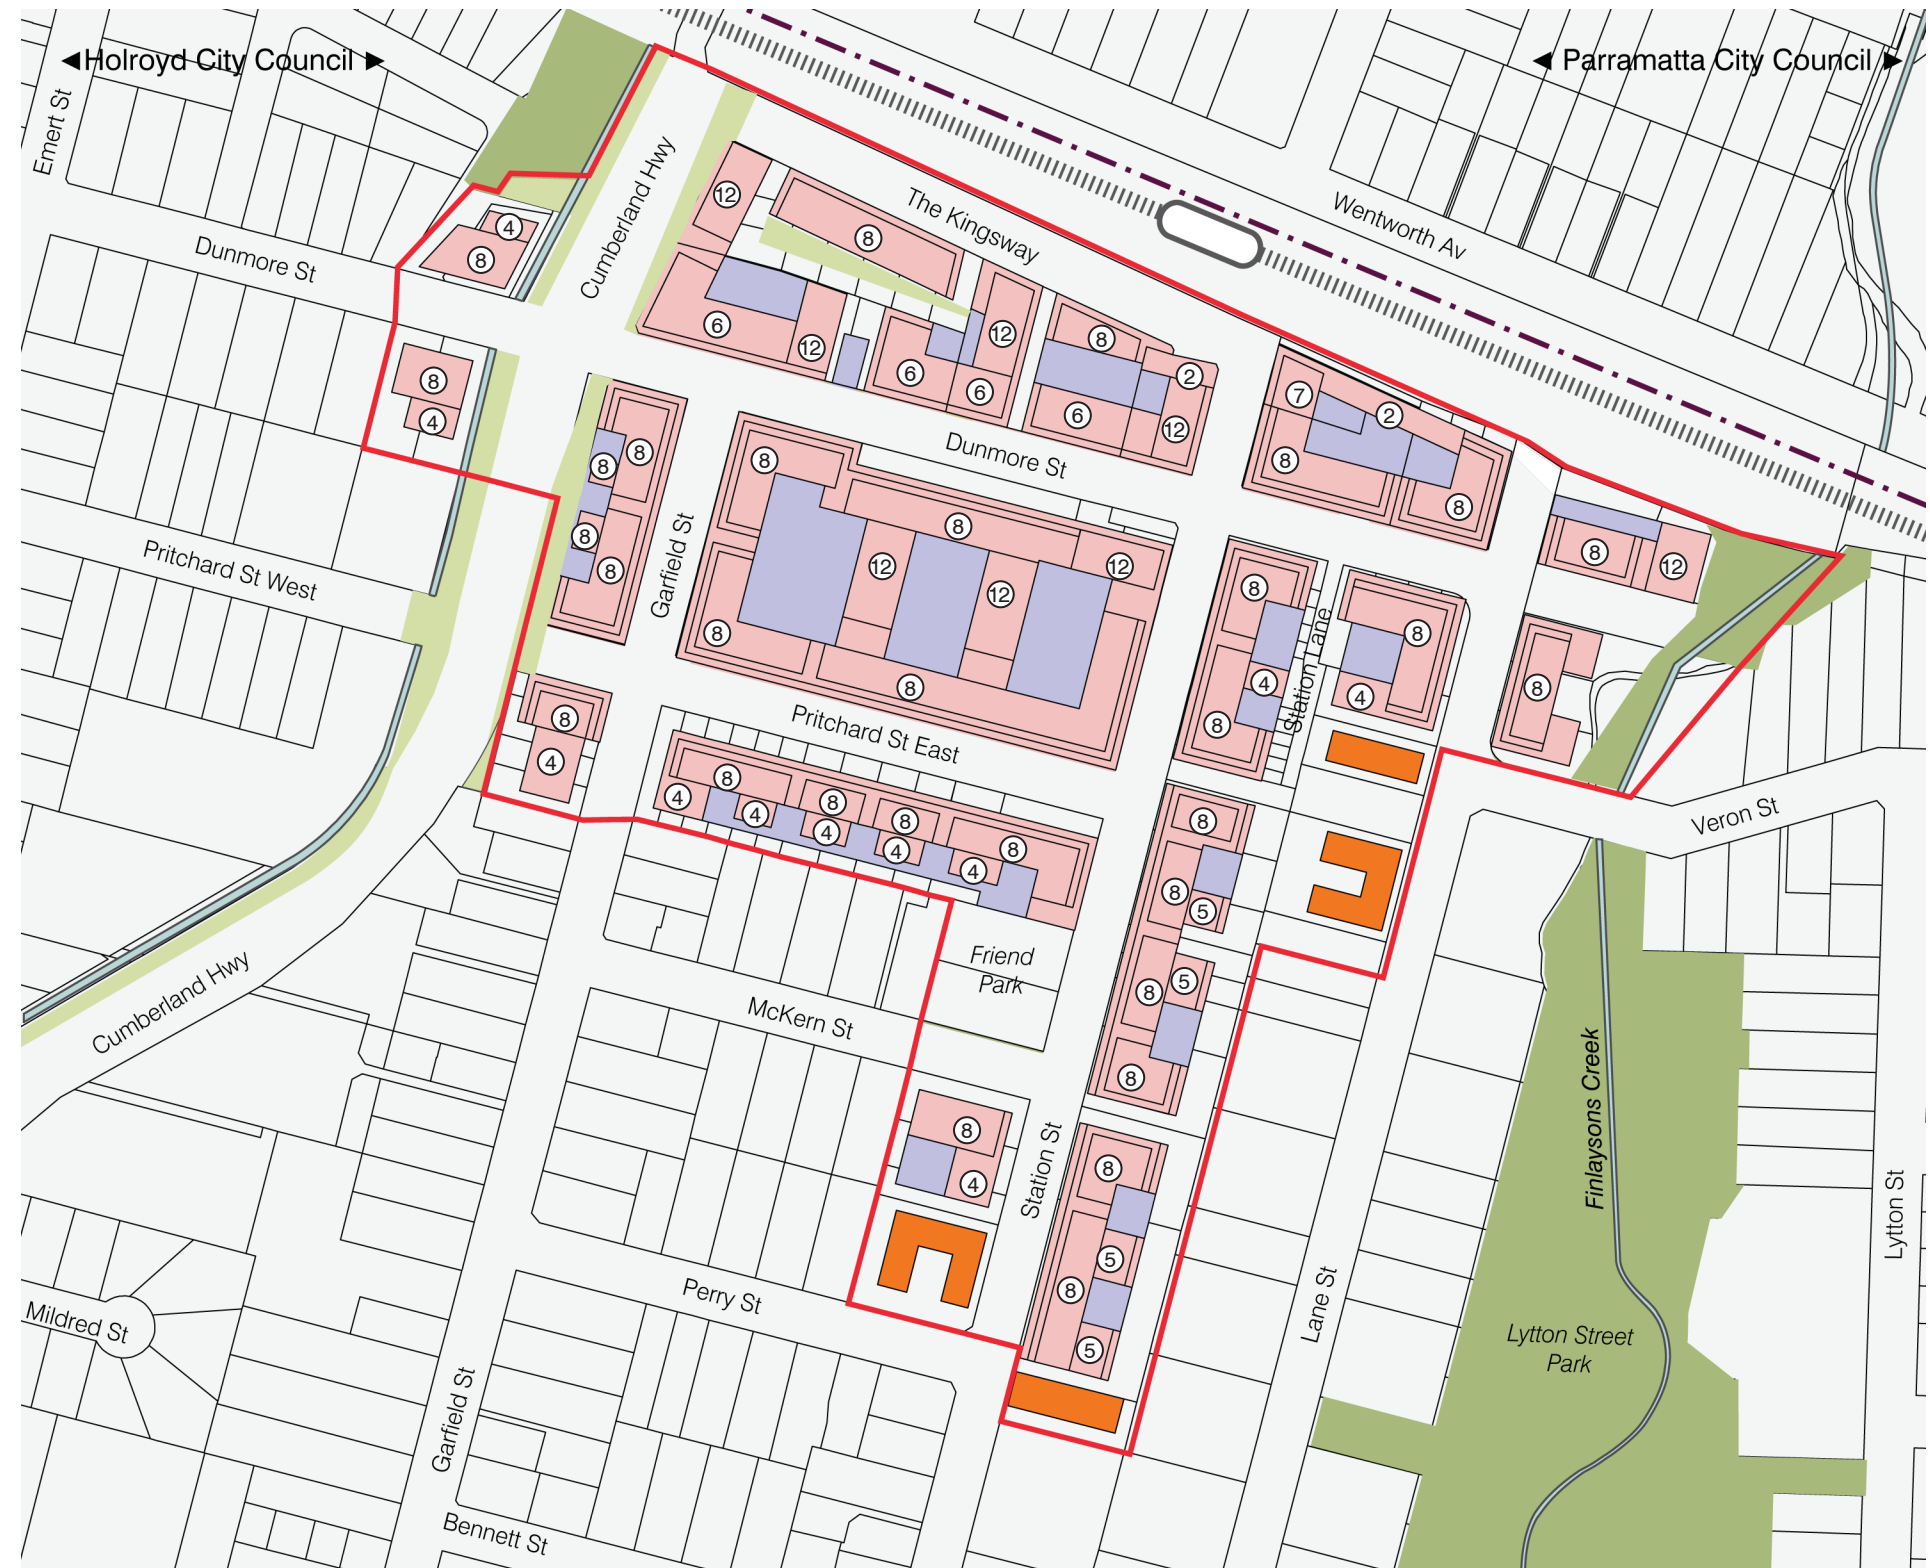 ◀Holroyd City Council ▶
◀ Parramatta City Council ▶
Emert St
Dunmore St
Cumberland Hwy
The Kingsway
Wentworth Av
4
8
12
8
6
12
6
12
6
8
2
6
12
7
2
8
8
8
4
8
8
8
8
Garfield St
Dunmore St
8
8
12
12
12
8
8
Pritchard St West
Pritchard St East
8
4
8
4
8
Station Lane
8
4
8
12
8
Veron St
8
4
8
4
8
4
8
4
8
4
8
8
5
8
5
8
Friend
Park
McKern St
Cumberland Hwy
8
4
Station St
8
5
8
5
Perry St
Mildred St
Garfield St
Bennett St
Lane St
Finlaysons Creek
Lytton Street
Park
Lytton St